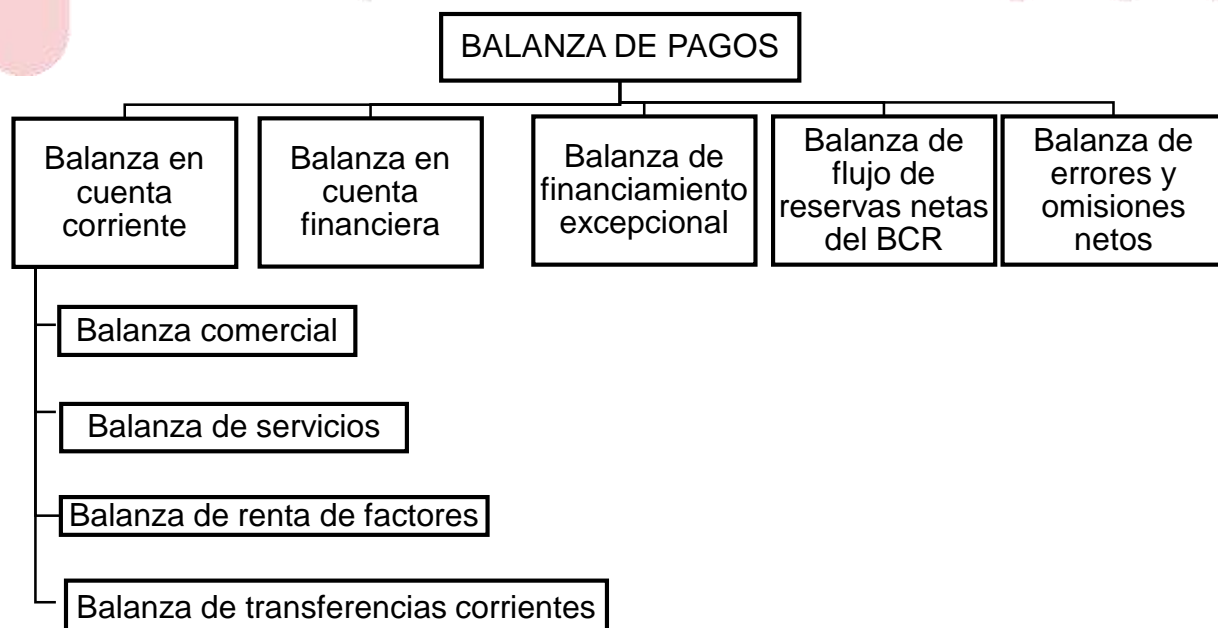 BALANZA DE PAGOS
Balanza en
cuenta
corriente
Balanza en
cuenta
financiera
Balanza de
financiamiento
excepcional
Balanza de
flujo de
reservas netas
del BCR
Balanza de
errores y
omisiones
netos
Balanza comercial
Balanza de servicios
Balanza de renta de factores
Balanza de transferencias corrientes